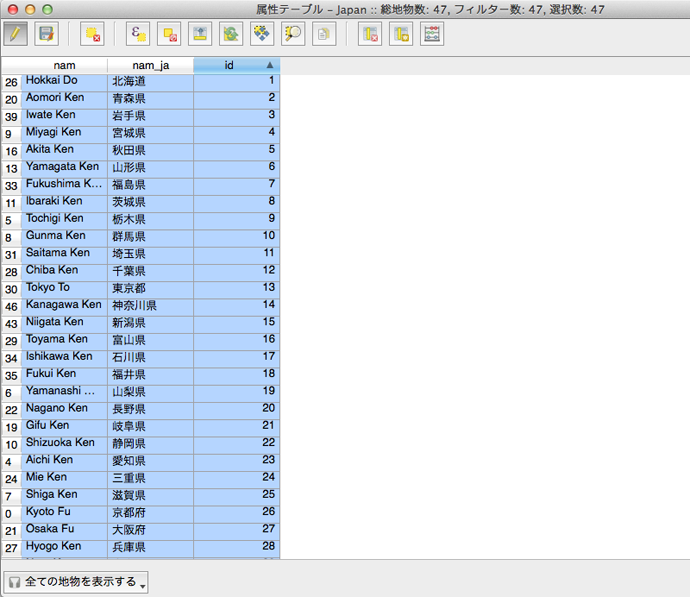 属性テーブル - Japan :: 総地物数: 47, フィルター数: 47, 選択数: 47
nam nam_ja id
26 Hokkai Do 北海道 1
20 Aomori Ken 青森県 2
39 Iwate Ken 岩手県 3
9 Miyagi Ken 宮城県 4
16 Akita Ken 秋田県 5
13 Yamagata Ken 山形県 6
33 Fukushima K... 福島県 7
11 Ibaraki Ken 茨城県 8
5 Tochigi Ken 栃木県 9
8 Gunma Ken 群馬県 10
31 Saitama Ken 埼玉県 11
28 Chiba Ken 千葉県 12
30 Tokyo To 東京都 13
46 Kanagawa Ken 神奈川県 14
43 Niigata Ken 新潟県 15
29 Toyama Ken 富山県 16
34 Ishikawa Ken 石川県 17
35 Fukui Ken 福井県 18
6 Yamanashi ... 山梨県 19
22 Nagano Ken 長野県 20
19 Gifu Ken 岐阜県 21
10 Shizuoka Ken 静岡県 22
4 Aichi Ken 愛知県 23
24 Mie Ken 三重県 24
7 Shiga Ken 滋賀県 25
0 Kyoto Fu 京都府 26
21 Osaka Fu 大阪府 27
27 Hyogo Ken 兵庫県 28
全ての地物を表示する